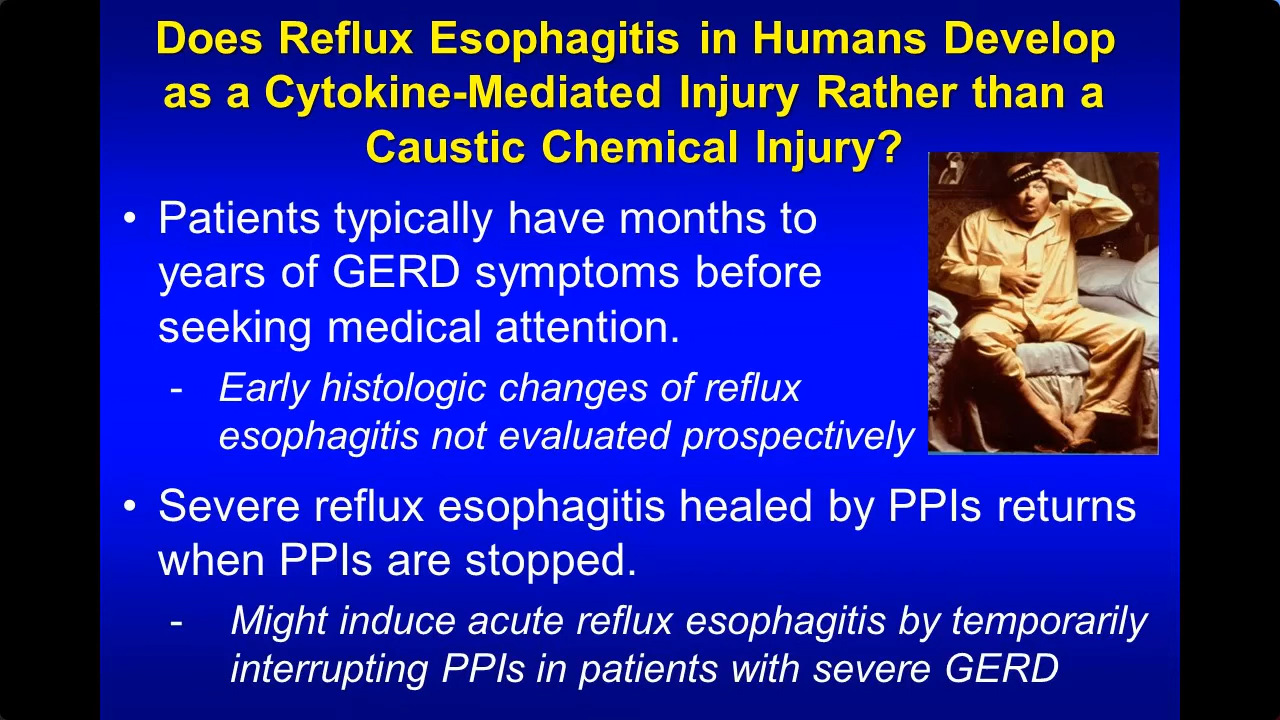 Does Reflux Esophagitis in Humans Develop
as a Cytokine-Mediated Injury Rather than a
Caustic Chemical Injury?
• Patients typically have months to
years of GERD symptoms before
seeking medical attention.
- Early histologic changes of reflux
esophagitis not evaluated prospectively
• Severe reflux esophagitis healed by PPIs returns
when PPIs are stopped.
- Might induce acute reflux esophagitis by temporarily
interrupting PPIs in patients with severe GERD